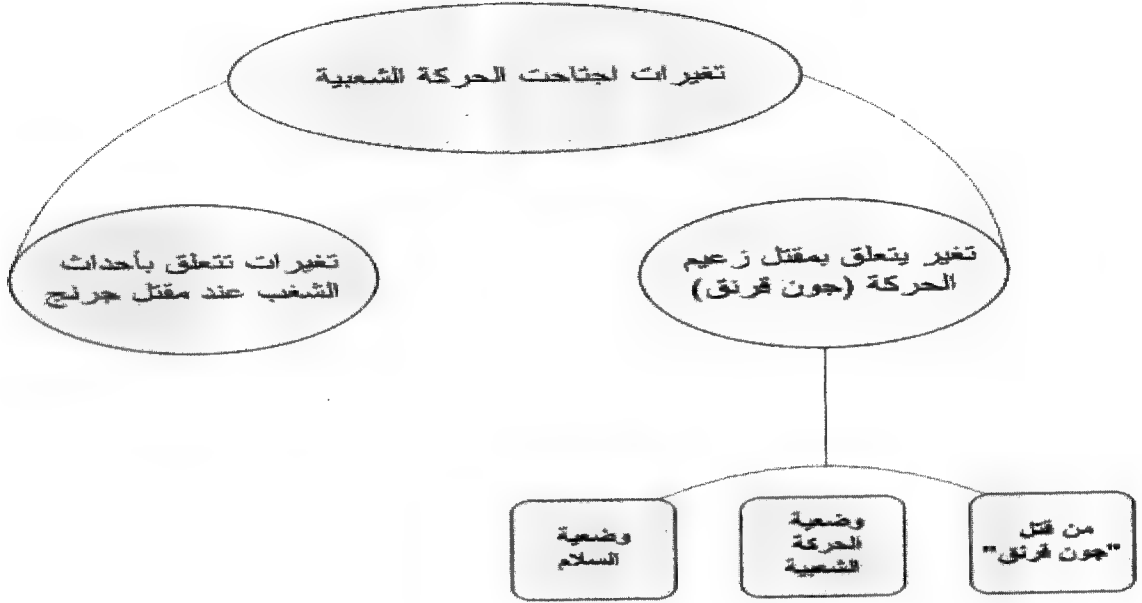 تغيرات اجتاحت الحركة الشعبية
تغير يتعلق بمقتل زعيم
الحركة (جون قرنق)
تغيرات تتعلق بأحداث
الشغب عند مقتل جرنج
من قتل
"جون قرنق"
وضعية
الحركة
الشعبية
وضعية
السلام